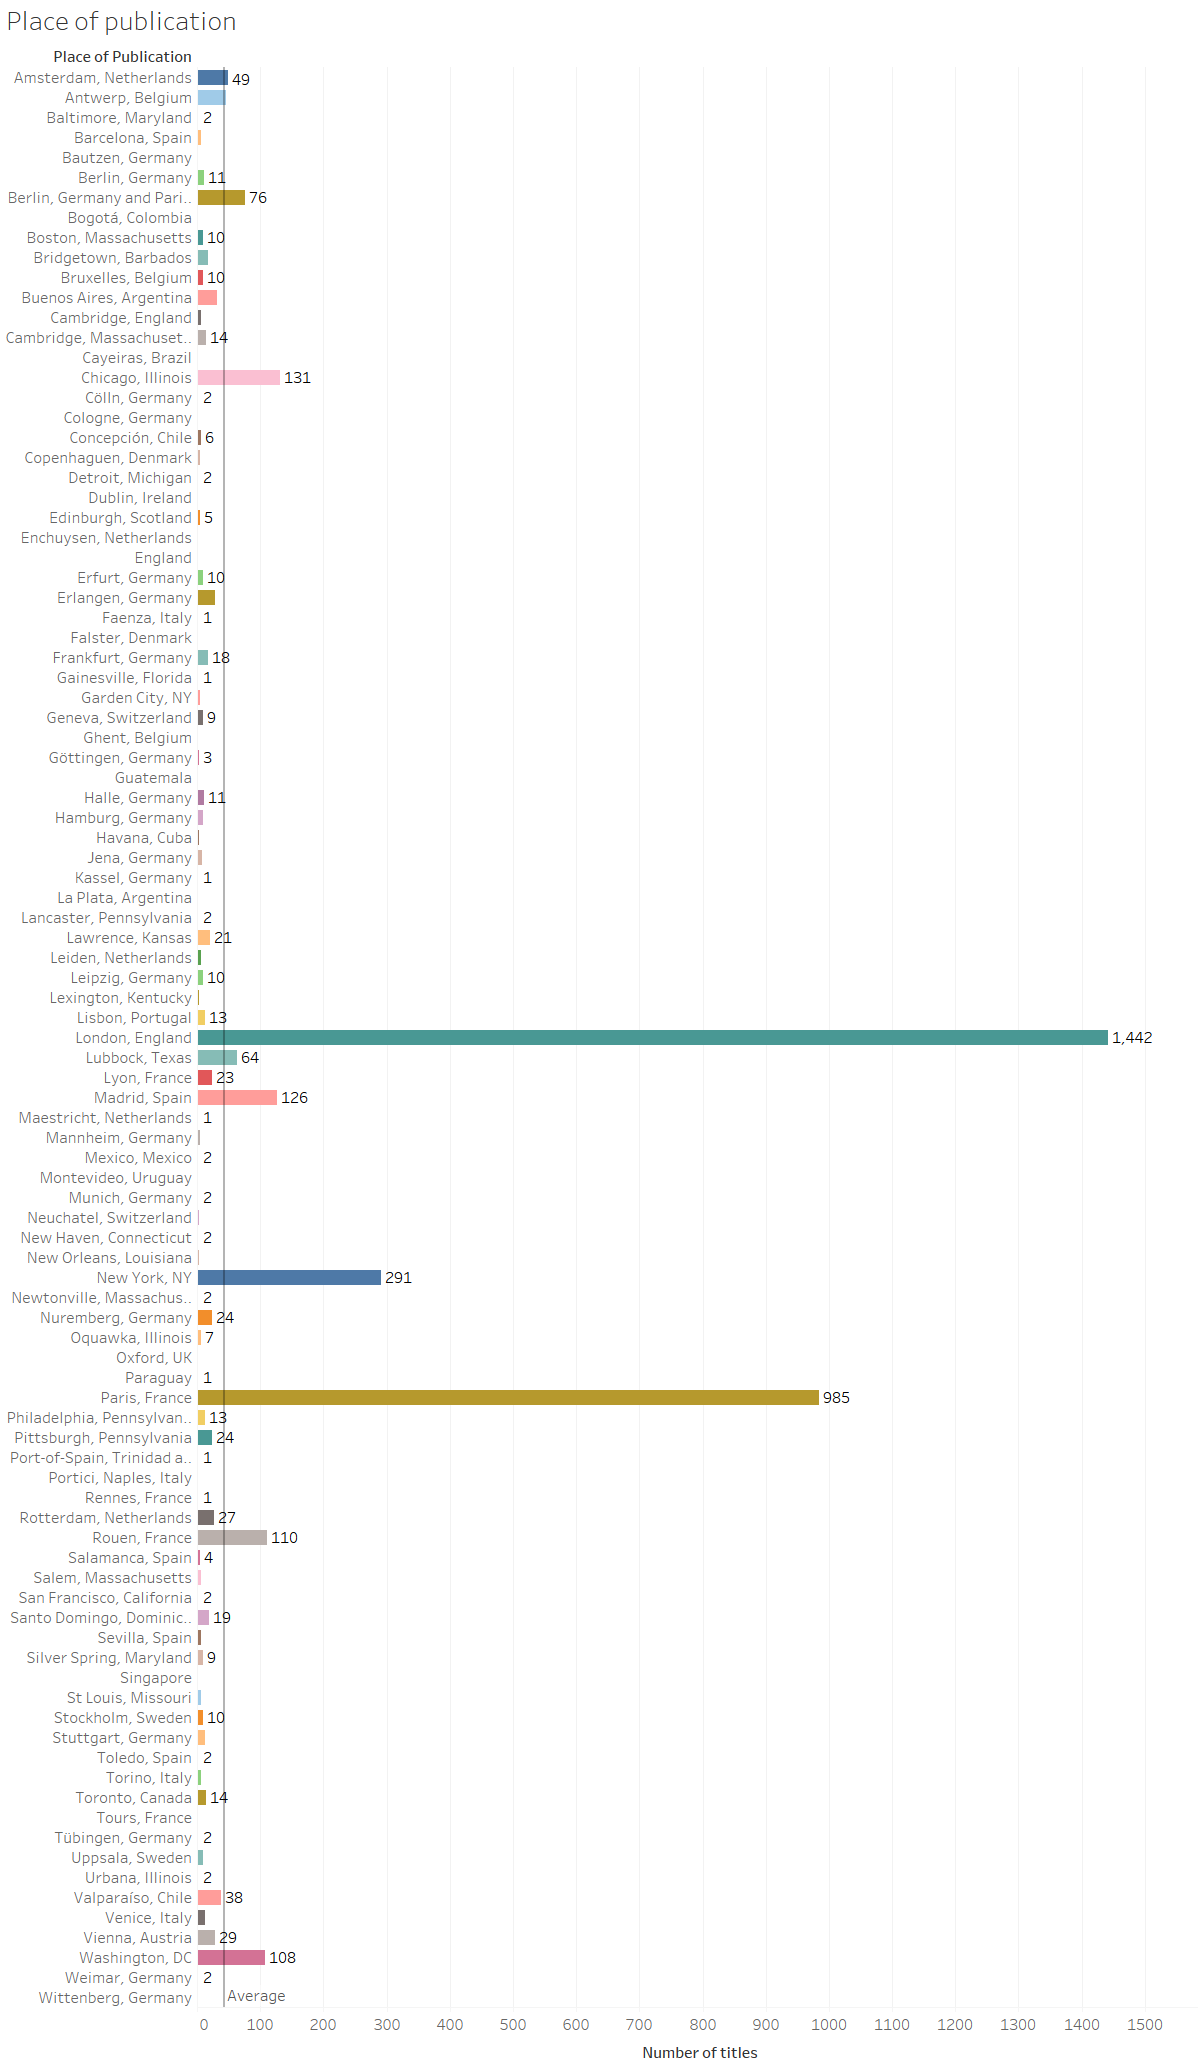 Place of publication
Place of Publication
Amsterdam, Netherlands 49
Antwerp, Belgium
Baltimore, Maryland 2
Barcelona, Spain
Bautzen, Germany
Berlin, Germany 11
Berlin, Germany and Pari.. 76
Bogotá, Colombia
Boston, Massachusetts 10
Bridgetown, Barbados
Bruxelles, Belgium 10
Buenos Aires, Argentina
Cambridge, England
Cambridge, Massachuset.. 14
Cayeiras, Brazil
Chicago, Illinois 131
Cölln, Germany 2
Cologne, Germany
Concepción, Chile 6
Copenhaguen, Denmark
Detroit, Michigan 2
Dublin, Ireland
Edinburgh, Scotland 5
Enchuysen, Netherlands
England
Erfurt, Germany 10
Erlangen, Germany
Faenza, Italy 1
Falster, Denmark
Frankfurt, Germany 18
Gainesville, Florida 1
Garden City, NY
Geneva, Switzerland 9
Ghent, Belgium
Göttingen, Germany 3
Guatemala
Halle, Germany 11
Hamburg, Germany
Havana, Cuba
Jena, Germany
Kassel, Germany 1
La Plata, Argentina
Lancaster, Pennsylvania 2
Lawrence, Kansas 21
Leiden, Netherlands
Leipzig, Germany 10
Lexington, Kentucky
Lisbon, Portugal 13
London, England 1,442
Lubbock, Texas 64
Lyon, France 23
Madrid, Spain 126
Maestricht, Netherlands 1
Mannheim, Germany
Mexico, Mexico 2
Montevideo, Uruguay
Munich, Germany 2
Neuchatel, Switzerland
New Haven, Connecticut 2
New Orleans, Louisiana
New York, NY 291
Newtonville, Massachus.. 2
Nuremberg, Germany 24
Oquawka, Illinois 7
Oxford, UK
Paraguay 1
Paris, France 985
Philadelphia, Pennsylvan.. 13
Pittsburgh, Pennsylvania 24
Port-of-Spain, Trinidad a.. 1
Portici, Naples, Italy
Rennes, France 1
Rotterdam, Netherlands 27
Rouen, France 110
Salamanca, Spain 4
Salem, Massachusetts
San Francisco, California 2
Santo Domingo, Dominic.. 19
Sevilla, Spain
Silver Spring, Maryland 9
Singapore
St Louis, Missouri
Stockholm, Sweden 10
Stuttgart, Germany
Toledo, Spain 2
Torino, Italy
Toronto, Canada 14
Tours, France
Tübingen, Germany 2
Uppsala, Sweden
Urbana, Illinois 2
Valparaíso, Chile 38
Venice, Italy
Vienna, Austria 29
Washington, DC 108
Weimar, Germany 2
Wittenberg, Germany Average
0 100 200 300 400 500 600 700 800 900 1000 1100 1200 1300 1400 1500
Number of titles